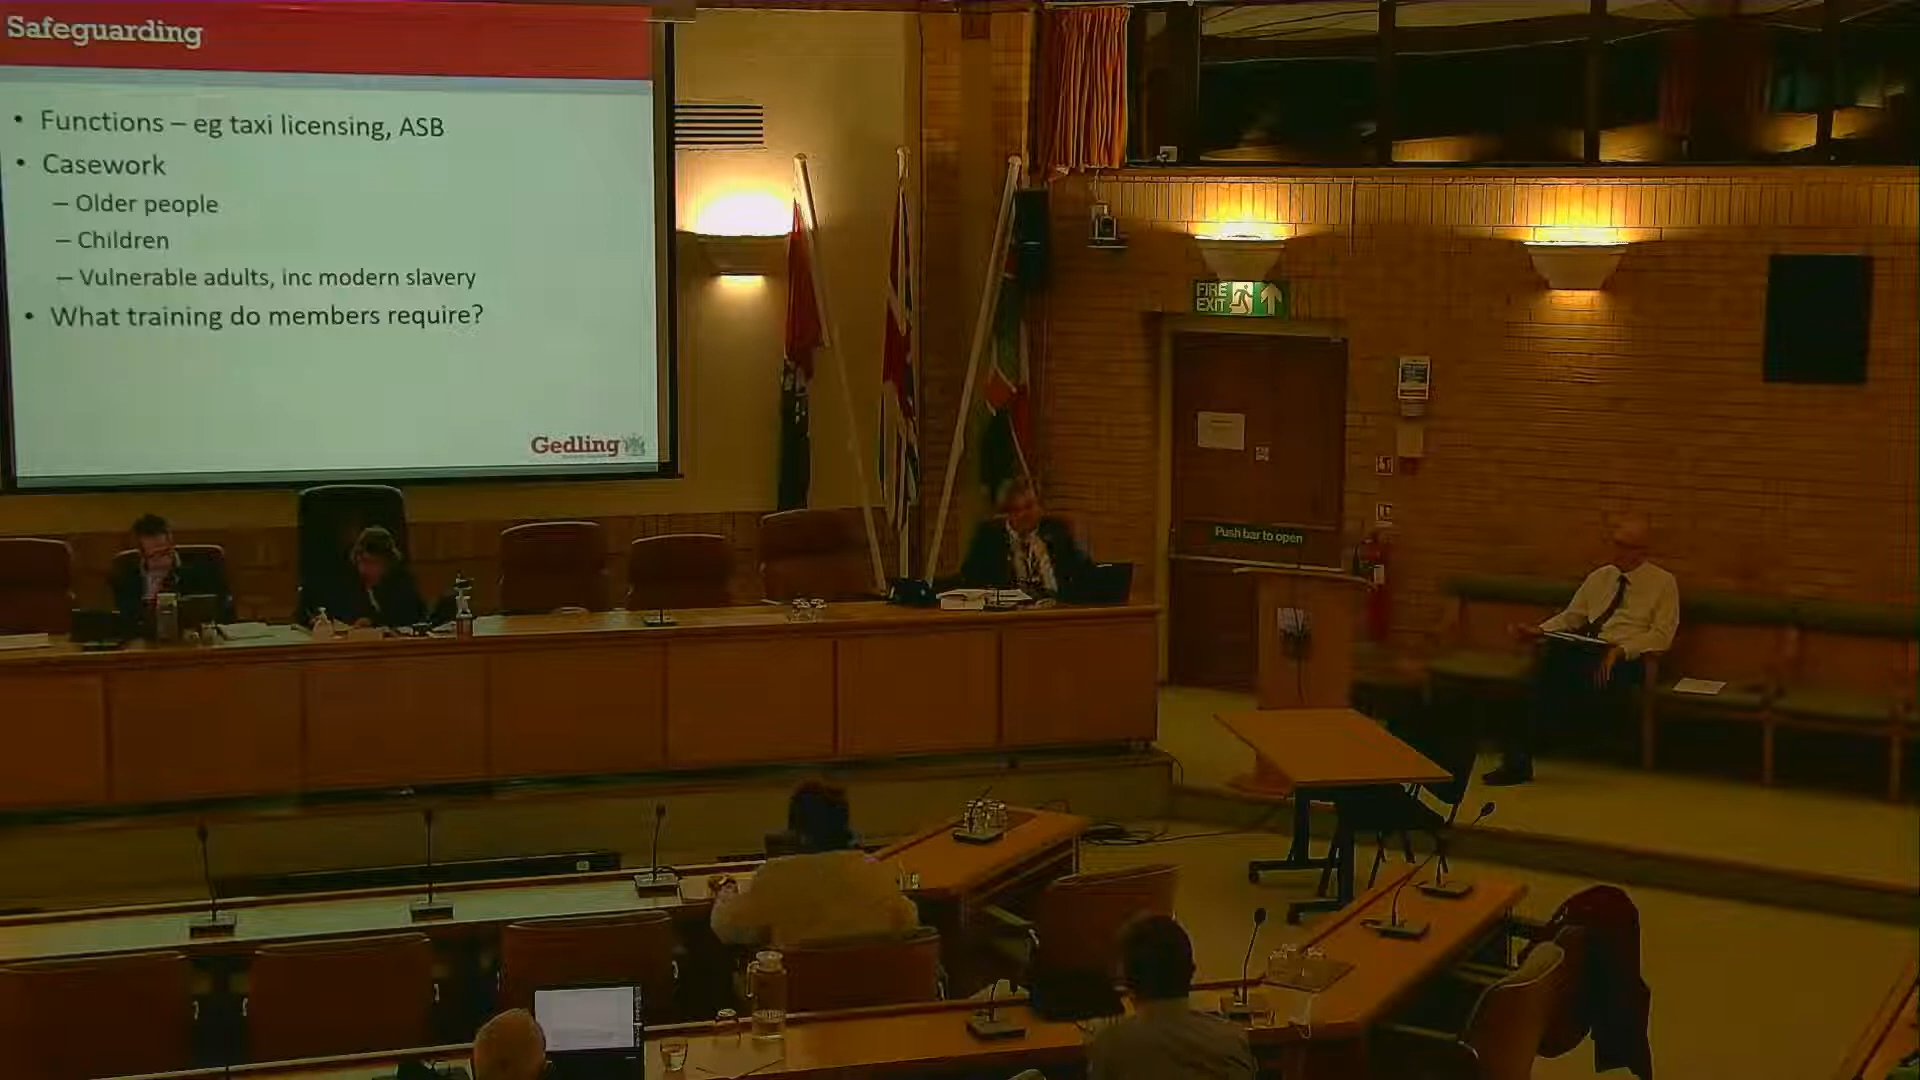 Safeguarding
• Functions – eg taxi licensing, ASB
• Casework
– Older people
– Children
– Vulnerable adults, inc modern slavery
• What training do members require?
Gedling
FIRE
EXIT
Push bar to open